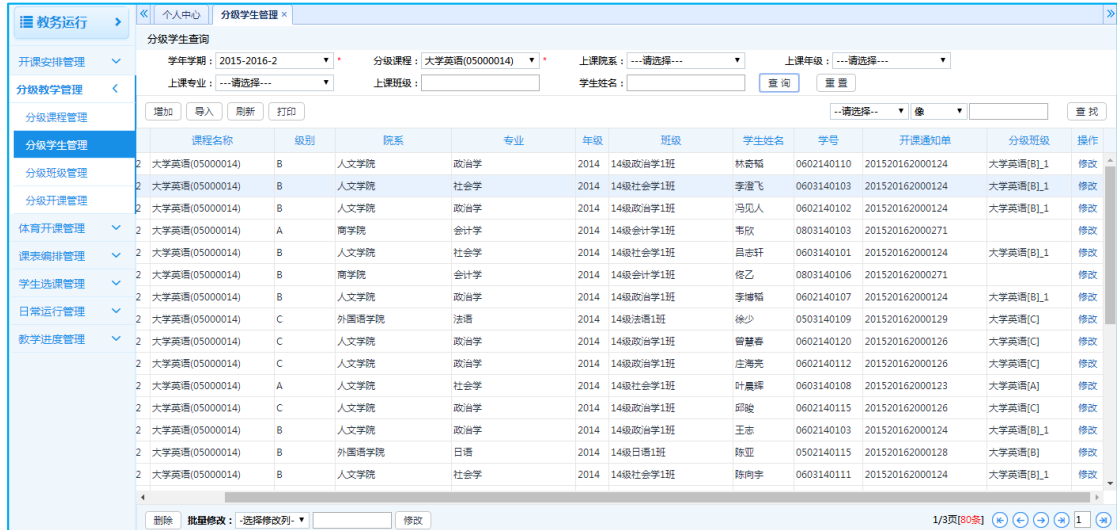 教务运行
个人中心 分级学生管理 ×
分级学生查询
学年学期： 2015-2016-2 * 分级课程： 大学英语(05000014) * 上课院系： ---请选择--- 上课年级： ---请选择---
上课专业： ---请选择--- 上课班级： 学生姓名： 查 询 重 置
增加 导入 刷新 打印 --请选择-- 像 查 找
开课安排管理
分级教学管理
分级课程管理
分级学生管理
分级班级管理
分级开课管理
体育开课管理
课表编排管理
学生选课管理
日常运行管理
教学进度管理
课程名称 级别 院系 专业 年级 班级 学生姓名 学号 开课通知单 分级班级 操作
2 大学英语(05000014) B 人文学院 政治学 2014 14级政治学1班 林奇韬 0602140110 201520162000124 大学英语[B]_1 修改
2 大学英语(05000014) B 人文学院 社会学 2014 14级社会学1班 李澄飞 0603140103 201520162000124 大学英语[B]_1 修改
2 大学英语(05000014) B 人文学院 政治学 2014 14级政治学1班 冯见人 0602140102 201520162000124 大学英语[B]_1 修改
2 大学英语(05000014) A 商学院 会计学 2014 14级会计学1班 韦欣 0803140103 201520162000271 修改
2 大学英语(05000014) B 人文学院 社会学 2014 14级社会学1班 吕志轩 0603140101 201520162000124 大学英语[B]_1 修改
2 大学英语(05000014) B 商学院 会计学 2014 14级会计学1班 佟乙 0803140106 201520162000271 修改
2 大学英语(05000014) B 人文学院 政治学 2014 14级政治学1班 李博韬 0602140107 201520162000124 大学英语[B]_1 修改
2 大学英语(05000014) C 外国语学院 法语 2014 14级法语1班 徐少 0503140109 201520162000129 大学英语[C] 修改
2 大学英语(05000014) C 人文学院 政治学 2014 14级政治学1班 曾慧春 0602140120 201520162000126 大学英语[C] 修改
2 大学英语(05000014) C 人文学院 政治学 2014 14级政治学1班 庄海亮 0602140112 201520162000126 大学英语[C] 修改
2 大学英语(05000014) A 人文学院 社会学 2014 14级社会学1班 叶晨辉 0603140108 201520162000123 大学英语[A] 修改
2 大学英语(05000014) C 人文学院 政治学 2014 14级政治学1班 邱晙 0602140115 201520162000126 大学英语[C] 修改
2 大学英语(05000014) B 人文学院 政治学 2014 14级政治学1班 王志 0602140103 201520162000124 大学英语[B]_1 修改
2 大学英语(05000014) B 外国语学院 日语 2014 14级日语1班 陈亚 0502140115 201520162000128 大学英语[B] 修改
2 大学英语(05000014) B 人文学院 社会学 2014 14级社会学1班 陈向宇 0603140111 201520162000124 大学英语[B]_1 修改
删除 批量修改： -选择修改列- 修改 1/3页[80条] 1